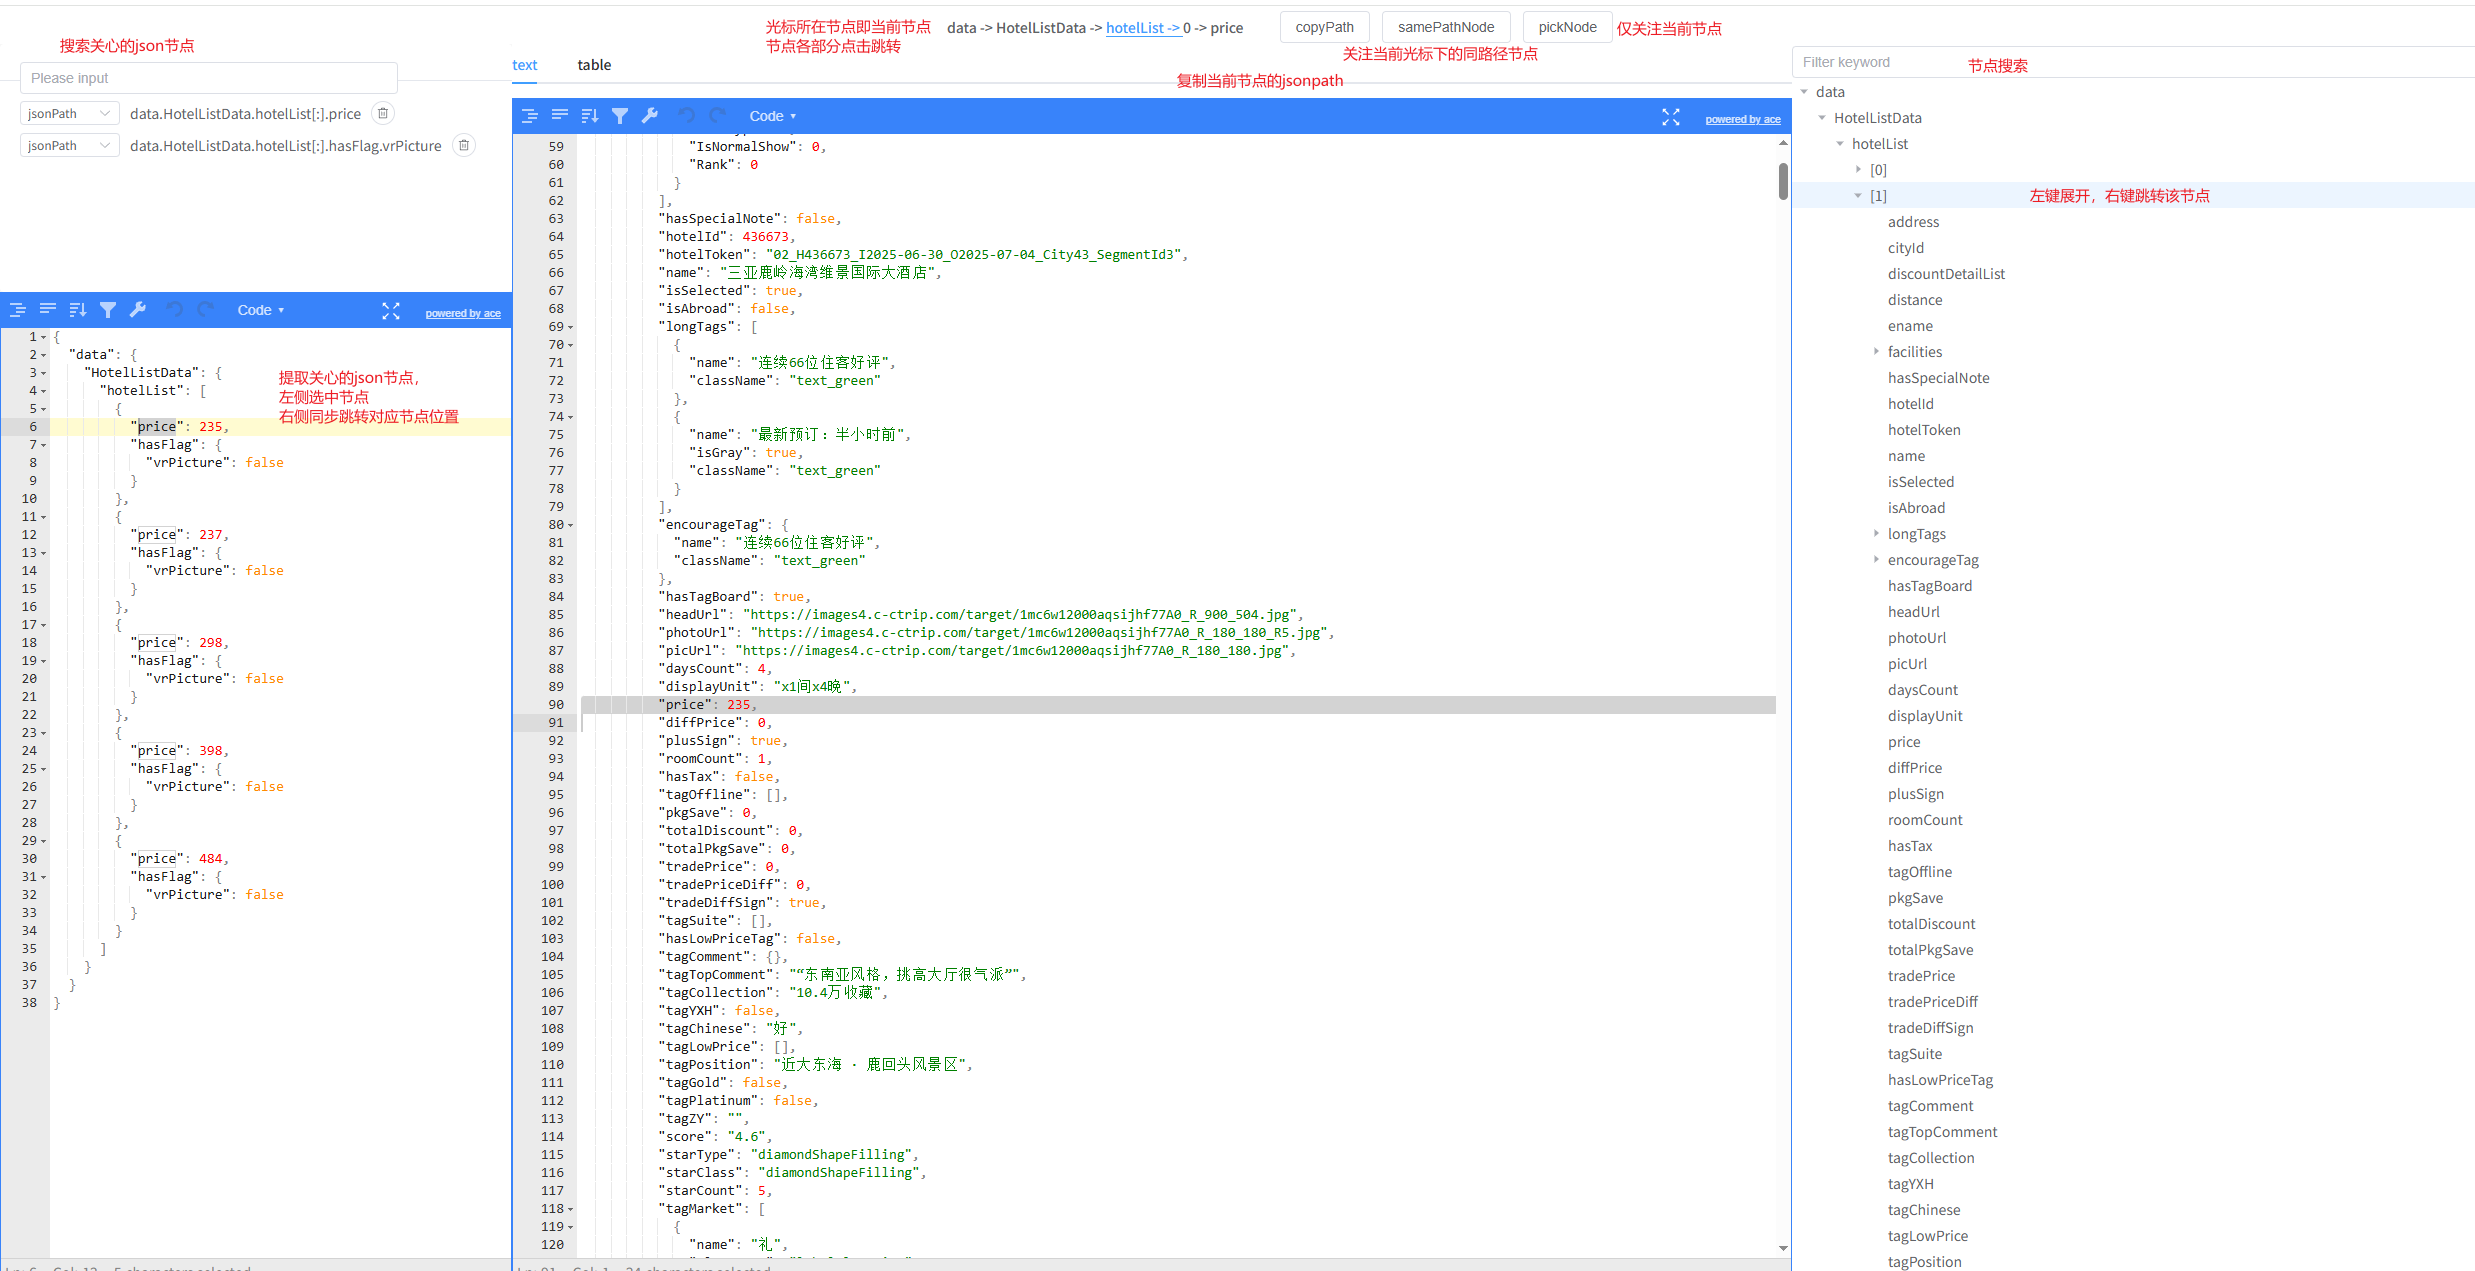 搜索关心的json节点
Please input
jsonPath
data.HotelListData.hotelList[:].price
jsonPath
data.HotelListData.hotelList[:].hasFlag.vrPicture
Code
powered by ace
1 {
2 "data": {
3 "HotelListData": {
4 "hotelList": [
5 {
6 "price": 235,
7 "hasFlag": {
8 "vrPicture": false
9 }
10 },
11 {
12 "price": 237,
13 "hasFlag": {
14 "vrPicture": false
15 }
16 },
17 {
18 "price": 298,
19 "hasFlag": {
20 "vrPicture": false
21 }
22 },
23 {
24 "price": 398,
25 "hasFlag": {
26 "vrPicture": false
27 }
28 },
29 {
30 "price": 484,
31 "hasFlag": {
32 "vrPicture": false
33 }
34 }
35 ]
36 }
37 }
38 }
提取关心的json节点,
左侧选中节点
右侧同步跳转对应节点位置
光标所在节点即当前节点
节点各部分点击跳转
data -> HotelListData -> hotelList -> 0 -> price
copyPath
samePathNode
pickNode
仅关注当前节点
关注当前光标下的同路径节点
复制当前节点的jsonpath
text
table
Code
powered by ace
59 "IsNormalShow": 0,
60 "Rank": 0
61 }
62 ],
63 "hasSpecialNote": false,
64 "hotelId": 436673,
65 "hotelToken": "02_H436673_I2025-06-30_O2025-07-04_City43_SegmentId3",
66 "name": "三亚鹿岭海湾维景国际大酒店",
67 "isSelected": true,
68 "isAbroad": false,
69 "longTags": [
70 {
71 "name": "连续66位住客好评",
72 "className": "text_green"
73 },
74 {
75 "name": "最新预订：半小时前",
76 "isGray": true,
77 "className": "text_green"
78 }
79 ],
80 "encourageTag": {
81 "name": "连续66位住客好评",
82 "className": "text_green"
83 },
84 "hasTagBoard": true,
85 "headUrl": "https://images4.c-ctrip.com/target/1mc6w12000aqsijhf77A0_R_900_504.jpg",
86 "photoUrl": "https://images4.c-ctrip.com/target/1mc6w12000aqsijhf77A0_R_180_180_R5.jpg",
87 "picUrl": "https://images4.c-ctrip.com/target/1mc6w12000aqsijhf77A0_R_180_180.jpg",
88 "daysCount": 4,
89 "displayUnit": "x1间x4晚",
90 "price": 235,
91 "diffPrice": 0,
92 "plusSign": true,
93 "roomCount": 1,
94 "hasTax": false,
95 "tagOffline": [],
96 "pkgSave": 0,
97 "totalDiscount": 0,
98 "totalPkgSave": 0,
99 "tradePrice": 0,
100 "tradePriceDiff": 0,
101 "tradeDiffSign": true,
102 "tagSuite": [],
103 "hasLowPriceTag": false,
104 "tagComment": {},
105 "tagTopComment": "“东南亚风格，挑高大厅很气派”",
106 "tagCollection": "10.4万收藏",
107 "tagYXH": false,
108 "tagChinese": "好",
109 "tagLowPrice": [],
110 "tagPosition": "近大东海 · 鹿回头风景区",
111 "tagGold": false,
112 "tagPlatinum": false,
113 "tagZY": "",
114 "score": "4.6",
115 "starType": "diamondShapeFilling",
116 "starClass": "diamondShapeFilling",
117 "starCount": 5,
118 "tagMarket": [
119 {
120 "name": "礼",
Filter keyword
节点搜索
data
HotelListData
hotelList
[0]
[1]
左键展开，右键跳转该节点
address
cityId
discountDetailList
distance
ename
facilities
hasSpecialNote
hotelId
hotelToken
name
isSelected
isAbroad
longTags
encourageTag
hasTagBoard
headUrl
photoUrl
picUrl
daysCount
displayUnit
price
diffPrice
plusSign
roomCount
hasTax
tagOffline
pkgSave
totalDiscount
totalPkgSave
tradePrice
tradePriceDiff
tradeDiffSign
tagSuite
hasLowPriceTag
tagComment
tagTopComment
tagCollection
tagYXH
tagChinese
tagLowPrice
tagPosition